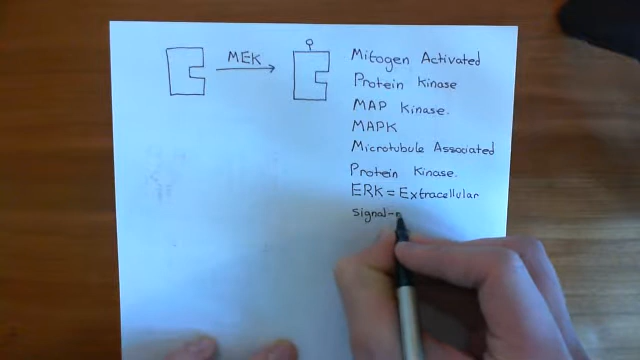 MEK
Mitogen Activated
Protein Kinase
MAP Kinase.
MAPK
Microtubule Associated
Protein Kinase.
ERK = Extracellular
signal-